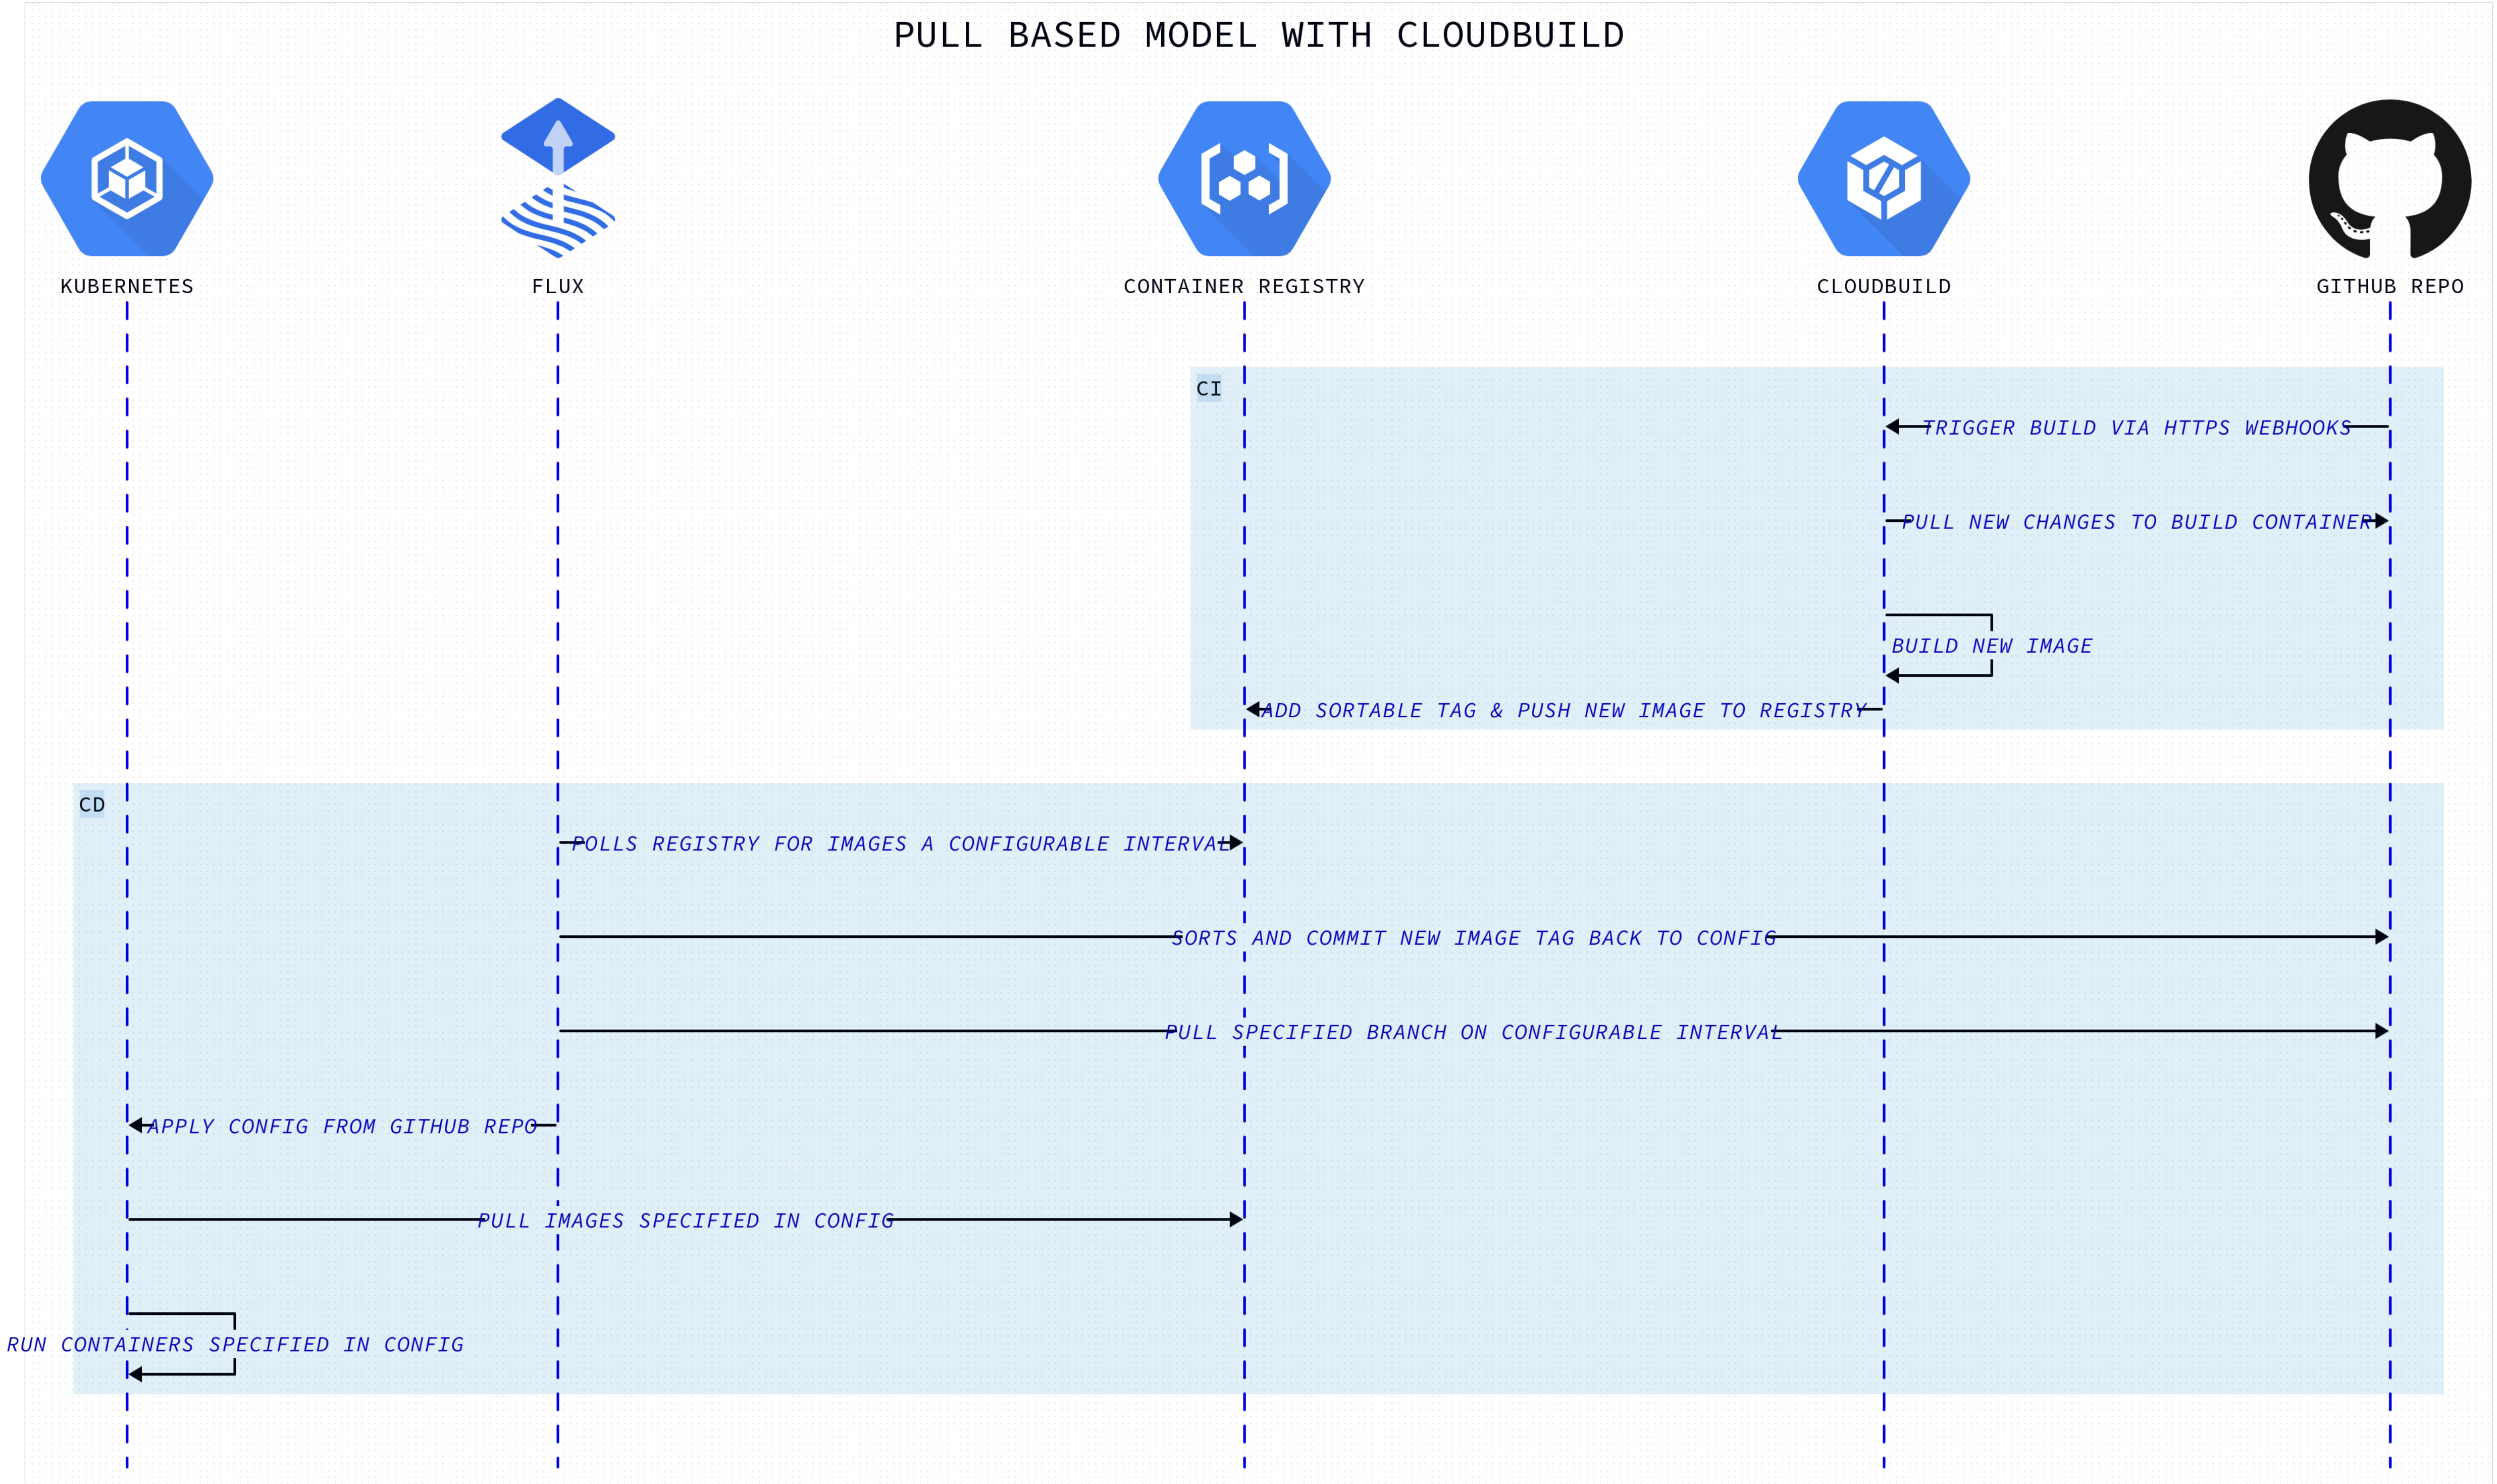 PULL BASED MODEL WITH CLOUDBUILD
KUBERNETES
FLUX
CONTAINER REGISTRY
CLOUDBUILD
GITHUB REPO
CI
TRIGGER BUILD VIA HTTPS WEBHOOKS
PULL NEW CHANGES TO BUILD CONTAINER
BUILD NEW IMAGE
ADD SORTABLE TAG & PUSH NEW IMAGE TO REGISTRY
CD
POLLS REGISTRY FOR IMAGES A CONFIGURABLE INTERVAL
SORTS AND COMMIT NEW IMAGE TAG BACK TO CONFIG
PULL SPECIFIED BRANCH ON CONFIGURABLE INTERVAL
APPLY CONFIG FROM GITHUB REPO
PULL IMAGES SPECIFIED IN CONFIG
RUN CONTAINERS SPECIFIED IN CONFIG